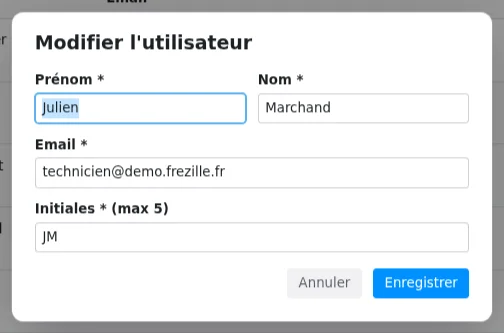 Modifier l'utilisateur
Prénom * Nom *
Julien Marchand
Email *
technicien@demo.frezille.fr
Initiales * (max 5)
JM
Annuler Enregistrer